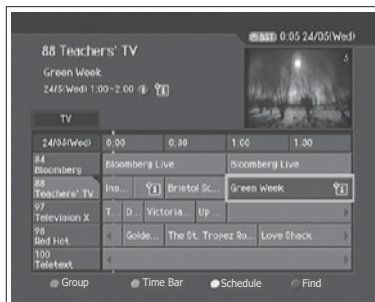 BST 0:05 24/05(Wed)
88 Teachers' TV
Green Week
24/5(Wed) 1:00~2:00
5
TV
24/05(Wed) 0:00 0:30 1:00 1:30
84 Bloomberg Bloomberg Live Bloomberg Live
88 Teachers' TV Ins... Bristol Sc... Green Week
97 Television X T... D... Victoria... Up ...
98 Red Hot Golde... The St. Tropez Ro... Love Shack
100 Teletext
Group Time Bar Schedule Find